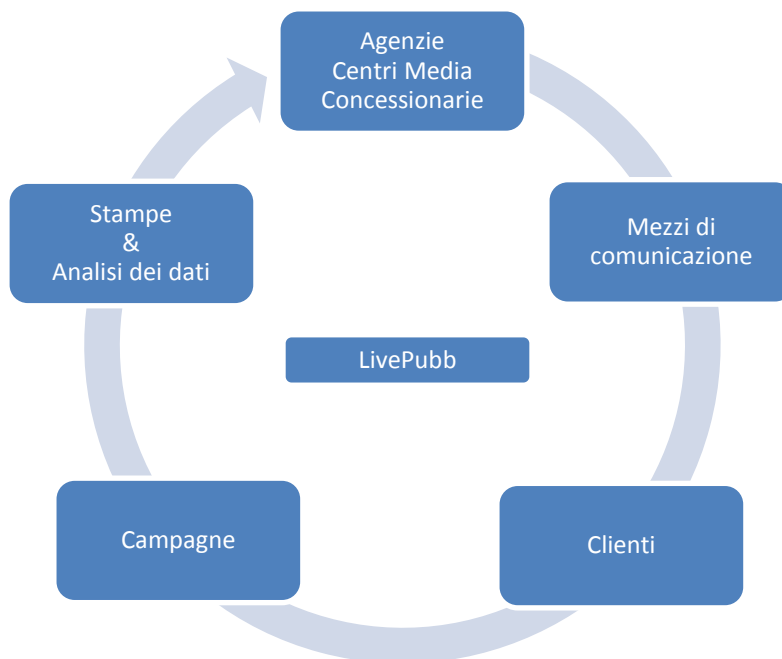 Agenzie
Centri Media
Concessionarie
Mezzi di
comunicazione
Clienti
Campagne
Stampe
&
Analisi dei dati
LivePubb